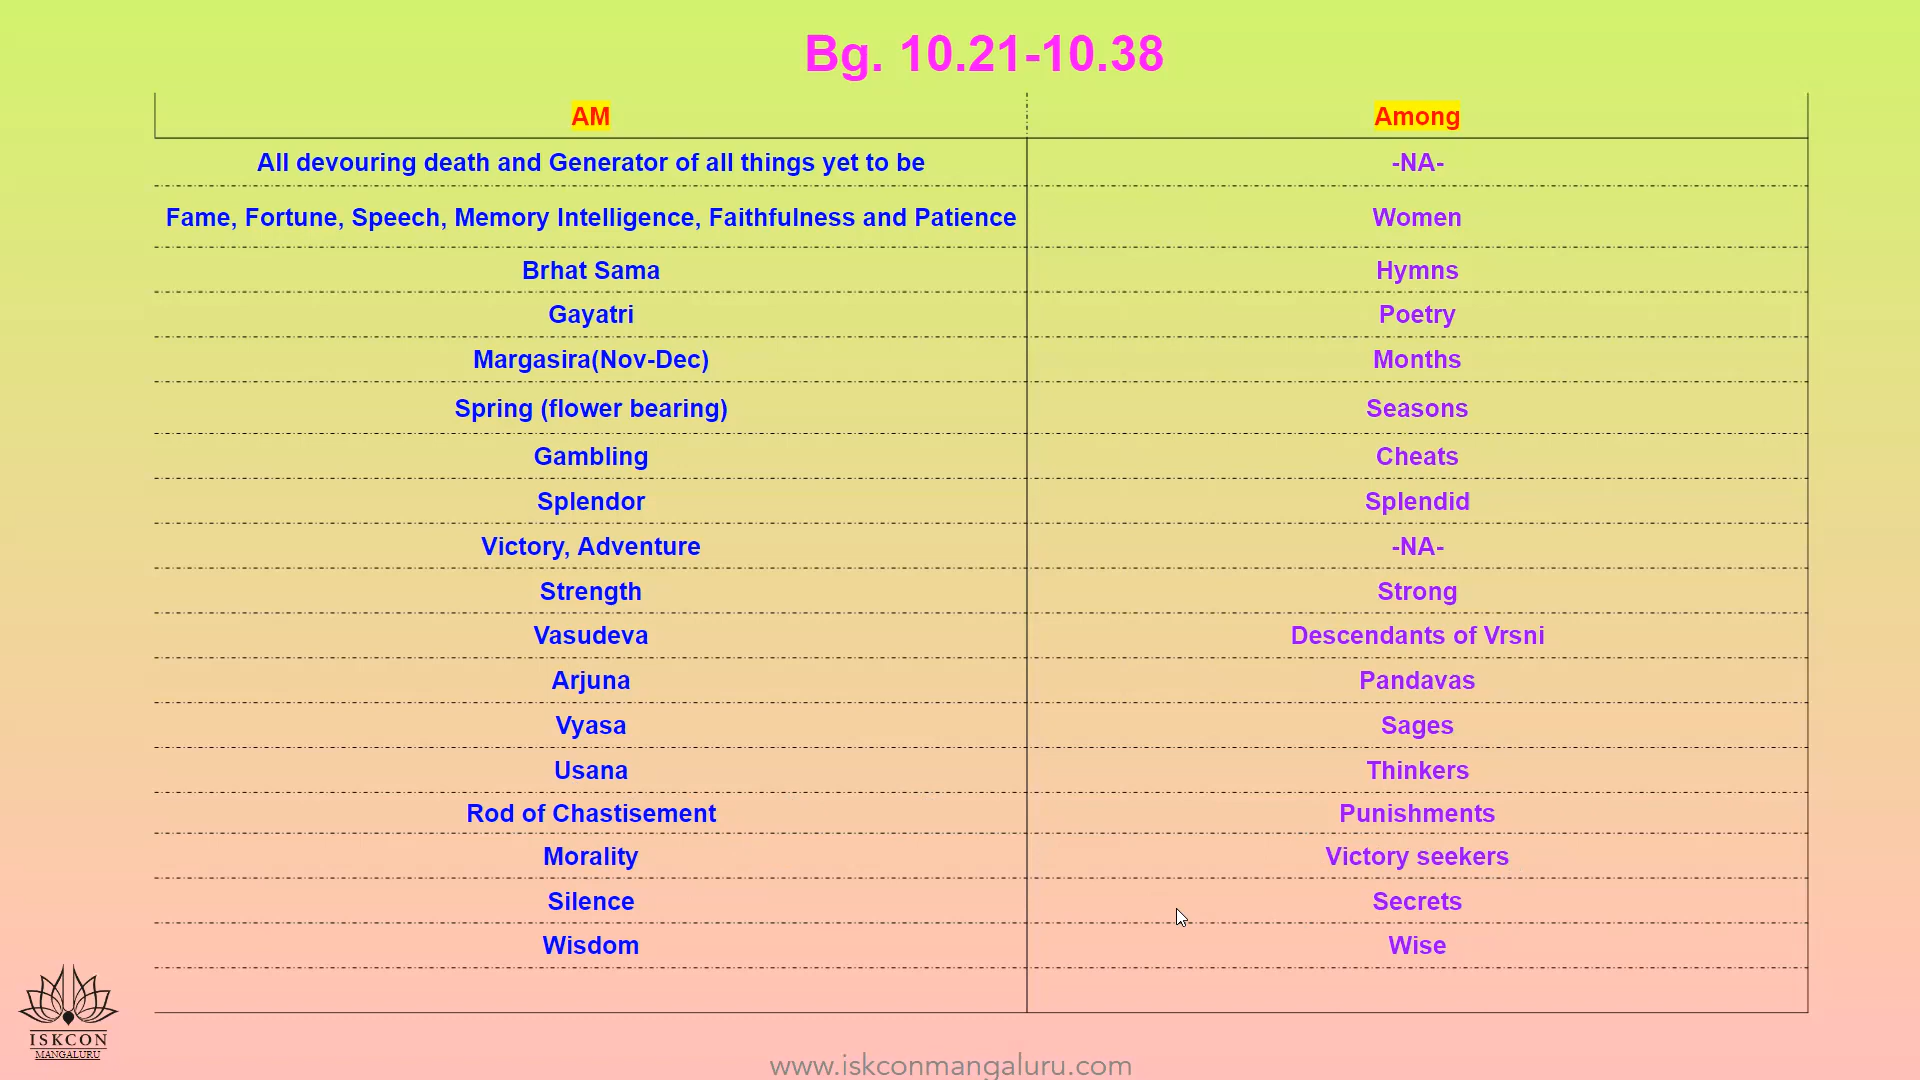 Bg. 10.21-10.38
AM Among
All devouring death and Generator of all things yet to be -NA-
Fame, Fortune, Speech, Memory Intelligence, Faithfulness and Patience Women
Brhat Sama Hymns
Gayatri Poetry
Margasira(Nov-Dec) Months
Spring (flower bearing) Seasons
Gambling Cheats
Splendor Splendid
Victory, Adventure -NA-
Strength Strong
Vasudeva Descendants of Vrsni
Arjuna Pandavas
Vyasa Sages
Usana Thinkers
Rod of Chastisement Punishments
Morality Victory seekers
Silence Secrets
Wisdom Wise
ISKCON
MANGALURU
www.iskconmangaluru.com